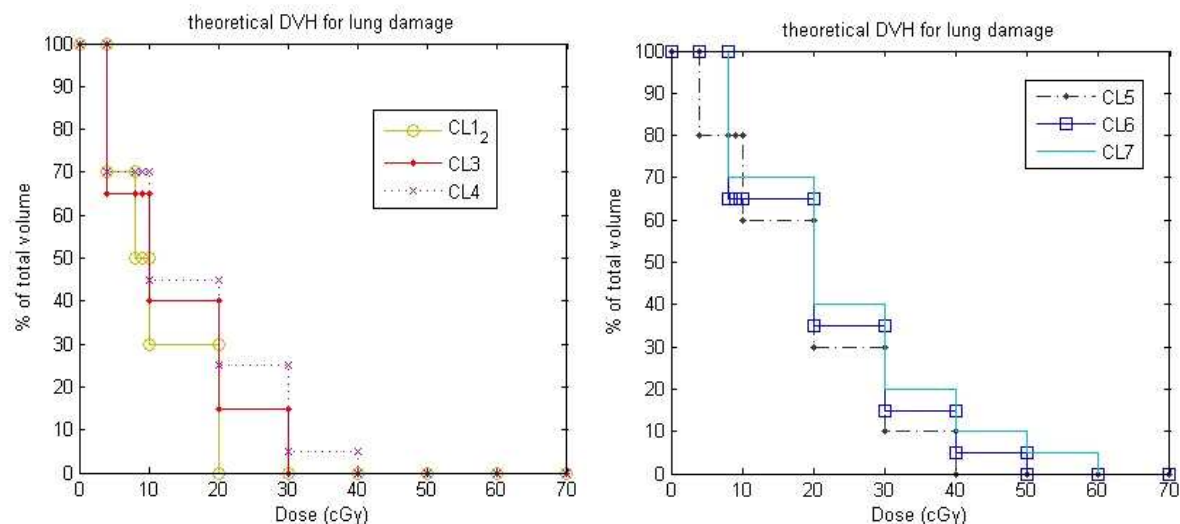 theoretical DVH for lung damage
% of total volume
100
90
80
70
60
50
40
30
20
10
0
CL1₂
CL3
CL4
0 10 20 30 40 50 60 70
Dose (cGy)
theoretical DVH for lung damage
% of total volume
100
90
80
70
60
50
40
30
20
10
0
CL5
CL6
CL7
0 10 20 30 40 50 60 70
Dose (cGy)